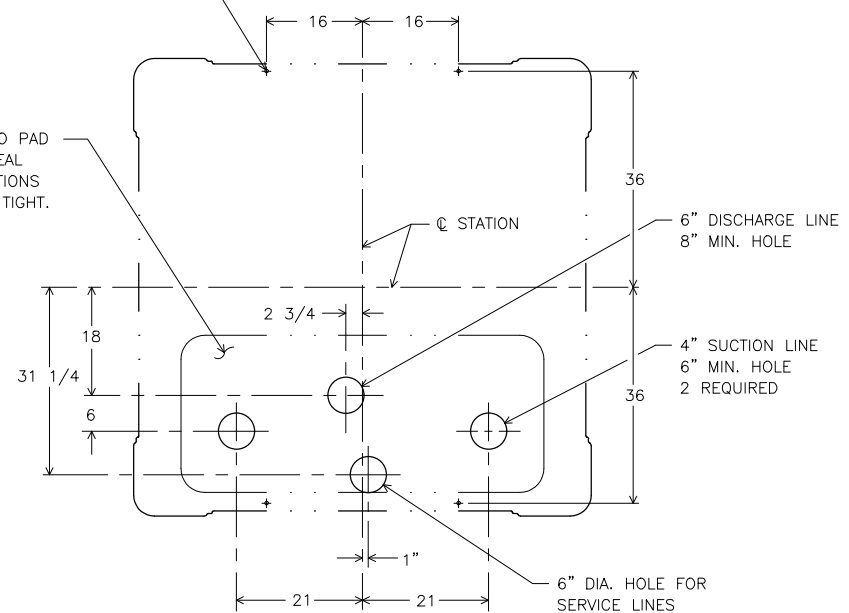 16
16
O PAD
EAL
TIONS
TIGHT.
36
℄ STATION
6" DISCHARGE LINE
8" MIN. HOLE
2 3/4
18
31 1/4
6
4" SUCTION LINE
6" MIN. HOLE
2 REQUIRED
36
1"
21
21
6" DIA. HOLE FOR
SERVICE LINES